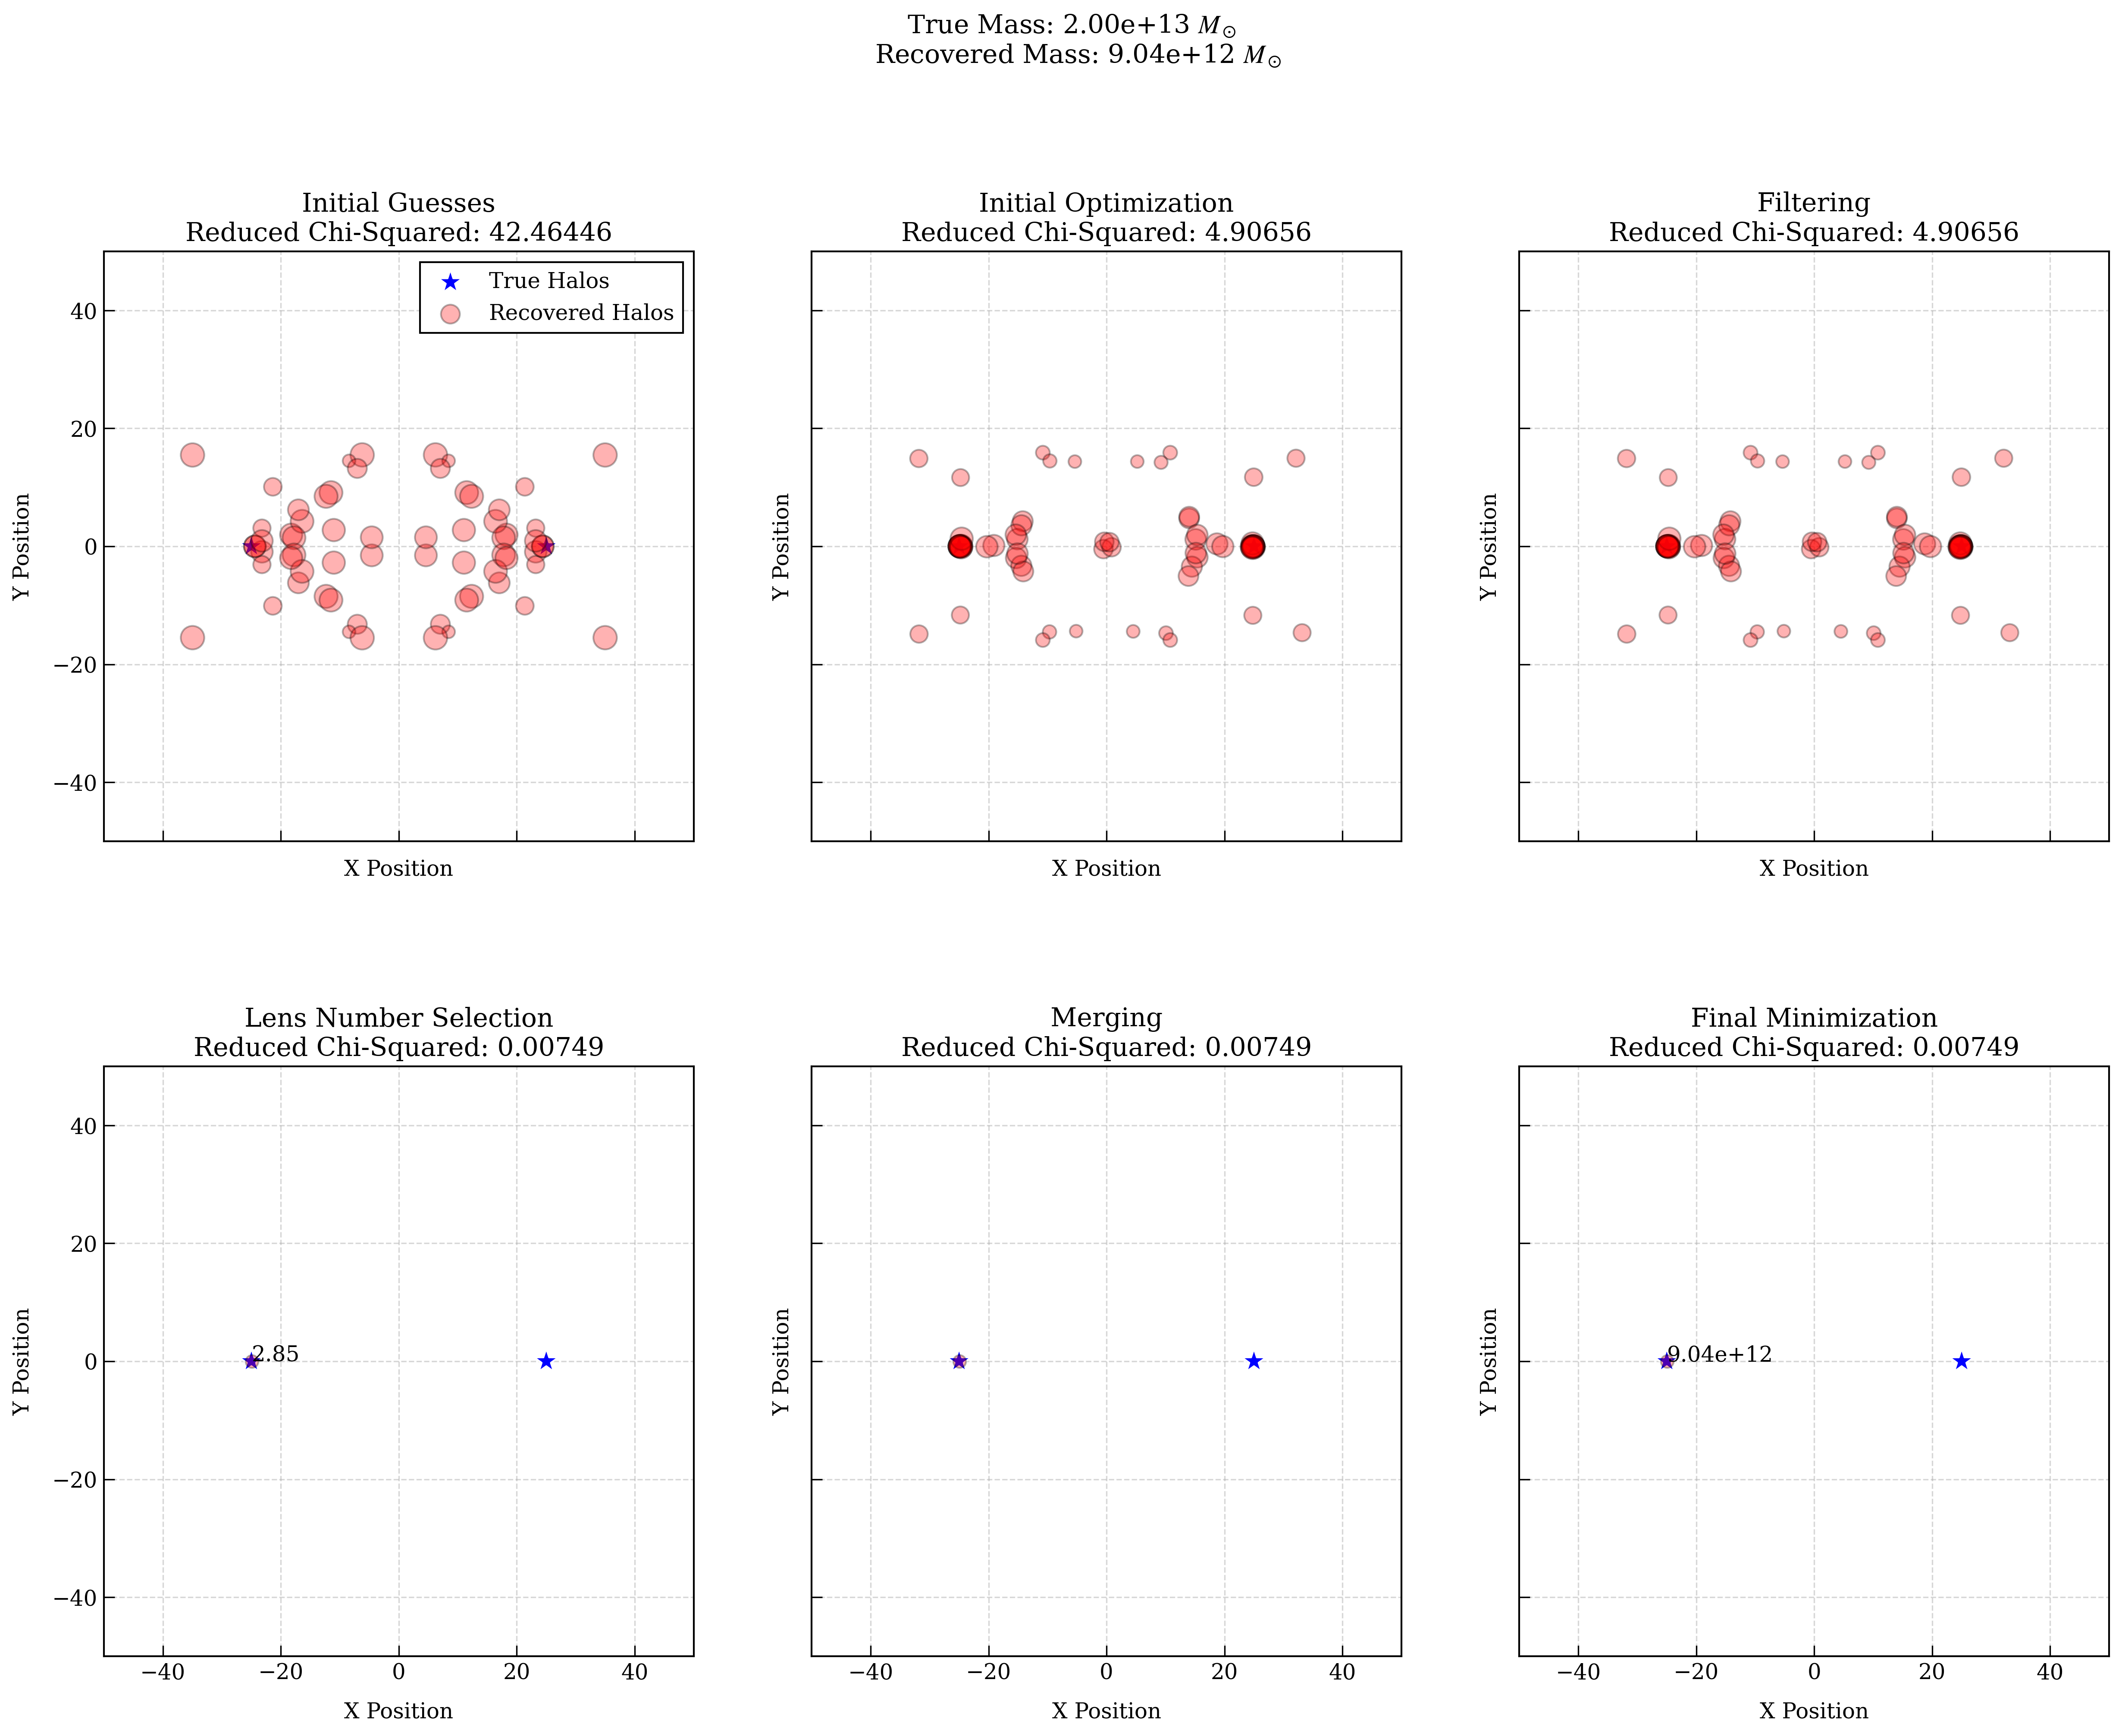 True Mass: 2.00e+13 M⊙
Recovered Mass: 9.04e+12 M⊙
Initial Guesses
Reduced Chi-Squared: 42.46446
True Halos
Recovered Halos
40
20
0
−20
−40
Y Position
X Position
Initial Optimization
Reduced Chi-Squared: 4.90656
Y Position
X Position
Filtering
Reduced Chi-Squared: 4.90656
Y Position
X Position
Lens Number Selection
Reduced Chi-Squared: 0.00749
40
20
0
−20
−40
Y Position
2.85
−40 −20 0 20 40
X Position
Merging
Reduced Chi-Squared: 0.00749
Y Position
−40 −20 0 20 40
X Position
Final Minimization
Reduced Chi-Squared: 0.00749
Y Position
9.04e+12
−40 −20 0 20 40
X Position